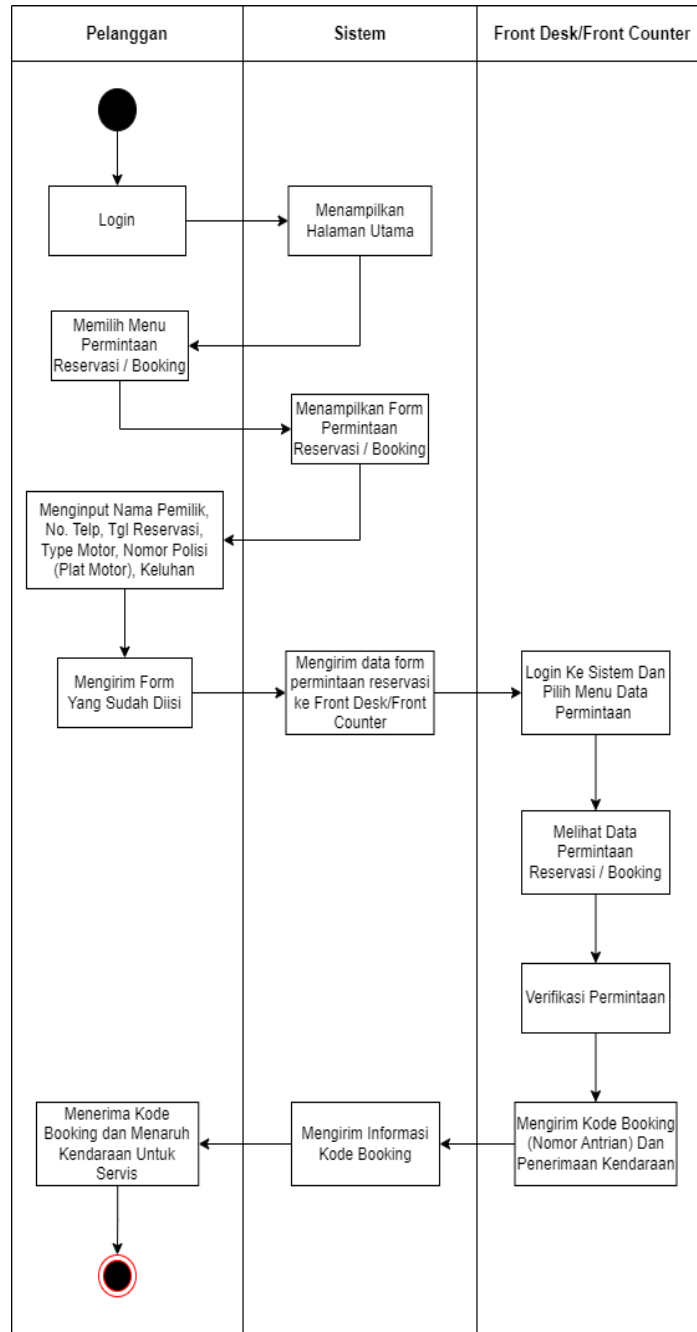 Pelanggan
Sistem
Front Desk/Front Counter
Login
Menampilkan
Halaman Utama
Memilih Menu
Permintaan
Reservasi / Booking
Menampilkan Form
Permintaan
Reservasi / Booking
Menginput Nama Pemilik,
No. Telp, Tgl Reservasi,
Type Motor, Nomor Polisi
(Plat Motor), Keluhan
Mengirim Form
Yang Sudah Diisi
Mengirim data form
permintaan reservasi
ke Front Desk/Front
Counter
Login Ke Sistem Dan
Pilih Menu Data
Permintaan
Melihat Data
Permintaan
Reservasi / Booking
Verifikasi Permintaan
Mengirim Kode Booking
(Nomor Antrian) Dan
Penerimaan Kendaraan
Mengirim Informasi
Kode Booking
Menerima Kode
Booking dan Menaruh
Kendaraan Untuk
Servis